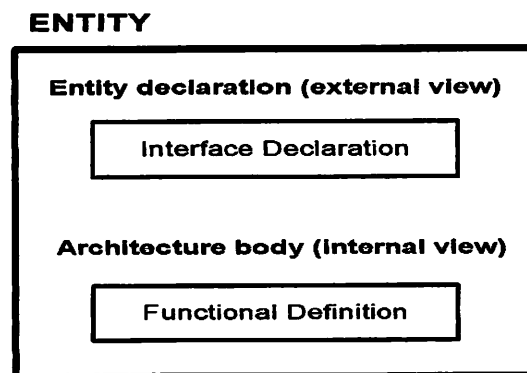 ENTITY
Entity declaration (external view)
Interface Declaration
Architecture body (internal view)
Functional Definition